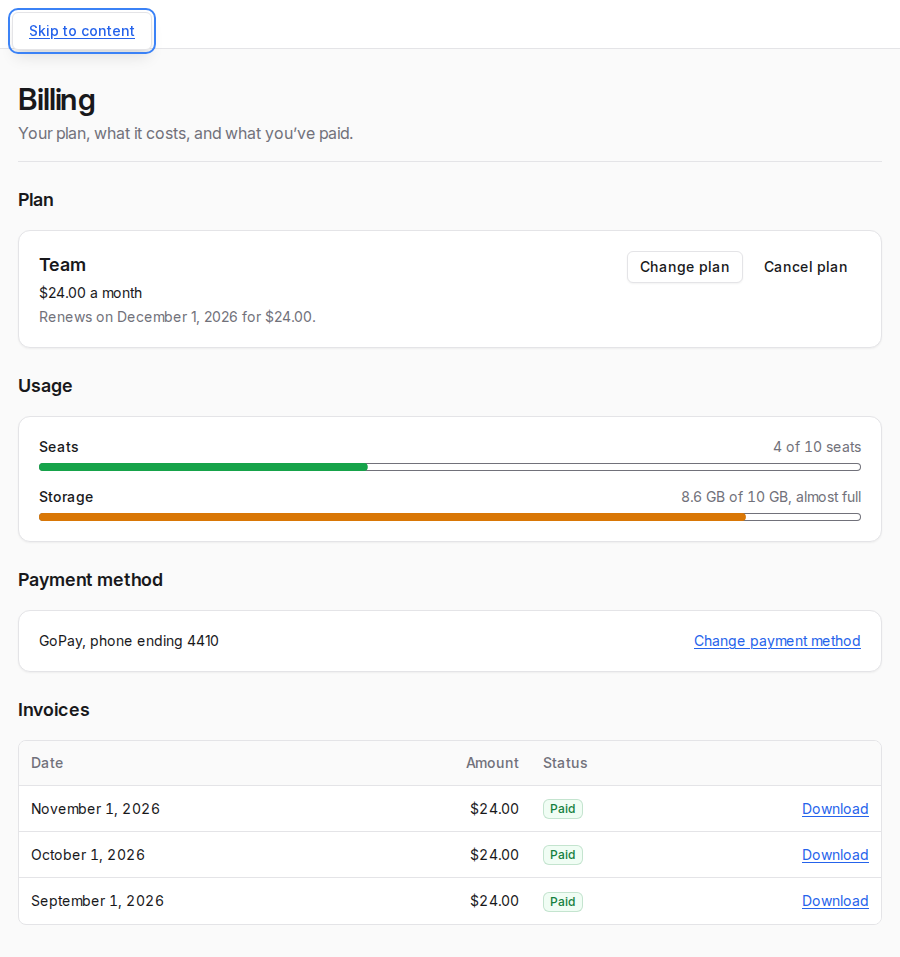 Skip to content
Billing
Your plan, what it costs, and what you’ve paid.
Plan
Team
Change plan
Cancel plan
$24.00 a month
Renews on December 1, 2026 for $24.00.
Usage
Seats
4 of 10 seats
Storage
8.6 GB of 10 GB, almost full
Payment method
GoPay, phone ending 4410
Change payment method
Invoices
Date Amount Status
November 1, 2026 $24.00 Paid Download
October 1, 2026 $24.00 Paid Download
September 1, 2026 $24.00 Paid Download